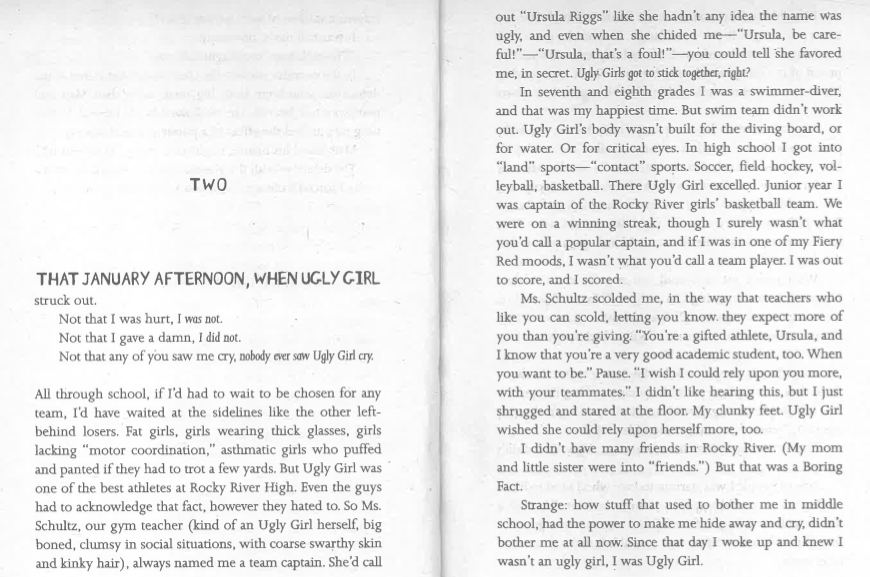 TWO
THAT JANUARY AFTERNOON, WHEN UGLY GIRL
struck out.
Not that I was hurt, I was not.
Not that I gave a damn, I did not.
Not that any of you saw me cry, nobody ever saw Ugly Girl cry.
All through school, if I'd had to wait to be chosen for any
team, I'd have waited at the sidelines like the other left-
behind losers. Fat girls, girls wearing thick glasses, girls
lacking "motor coordination," asthmatic girls who puffed
and panted if they had to trot a few yards. But Ugly Girl was
one of the best athletes at Rocky River High. Even the guys
had to acknowledge that fact, however they hated to. So Ms.
Schultz, our gym teacher (kind of an Ugly Girl herself, big
boned, clumsy in social situations, with coarse swarthy skin
and kinky hair), always named me a team captain. She'd call
out "Ursula Riggs" like she hadn't any idea the name was
ugly, and even when she chided me—"Ursula, be care-
ful!"—"Ursula, that's a foul!"—you could tell she favored
me, in secret. Ugly Girls got to stick together, right?
In seventh and eighth grades I was a swimmer-diver,
and that was my happiest time. But swim team didn't work
out. Ugly Girl's body wasn't built for the diving board, or
for water. Or for critical eyes. In high school I got into
"land" sports—"contact" sports. Soccer, field hockey, vol-
leyball, basketball. There Ugly Girl excelled. Junior year I
was captain of the Rocky River girls' basketball team. We
were on a winning streak, though I surely wasn't what
you'd call a popular captain, and if I was in one of my Fiery
Red moods, I wasn't what you'd call a team player. I was out
to score, and I scored.
Ms. Schultz scolded me, in the way that teachers who
like you can scold, letting you know they expect more of
you than you're giving. "You're a gifted athlete, Ursula, and
I know that you're a very good academic student, too. When
you want to be." Pause. "I wish I could rely upon you more,
with your teammates." I didn't like hearing this, but I just
shrugged and stared at the floor. My clunky feet. Ugly Girl
wished she could rely upon herself more, too.
I didn't have many friends in Rocky River. (My mom
and little sister were into "friends.") But that was a Boring
Fact.
Strange: how stuff that used to bother me in middle
school, had the power to make me hide away and cry, didn't
bother me at all now. Since that day I woke up and knew I
wasn't an ugly girl, I was Ugly Girl.